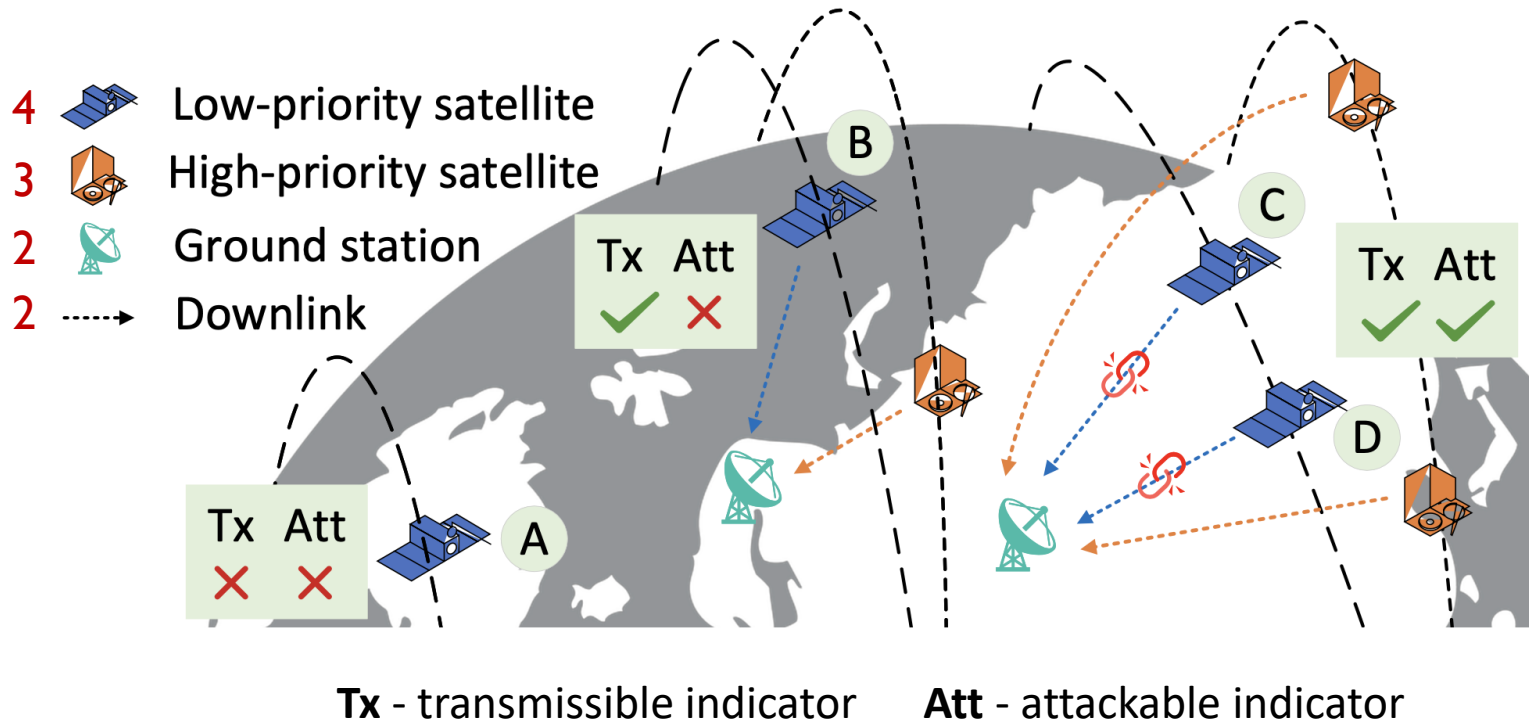 4 Low-priority satellite
3 High-priority satellite
2 Ground station
2 Downlink
B
Tx Att
C
Tx Att
D
A
Tx Att
Tx - transmissible indicator Att - attackable indicator